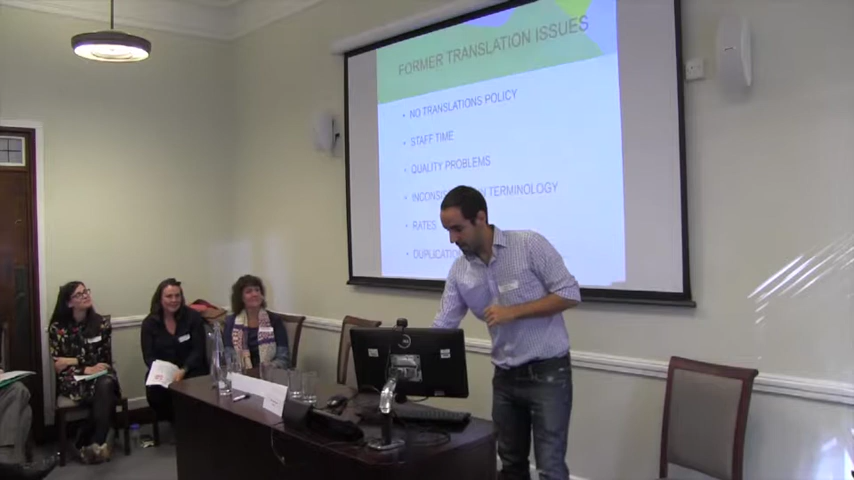 FORMER TRANSLATION ISSUES
• NO TRANSLATIONS POLICY
• STAFF TIME
• QUALITY PROBLEMS
• TERMINOLOGY
• RATES